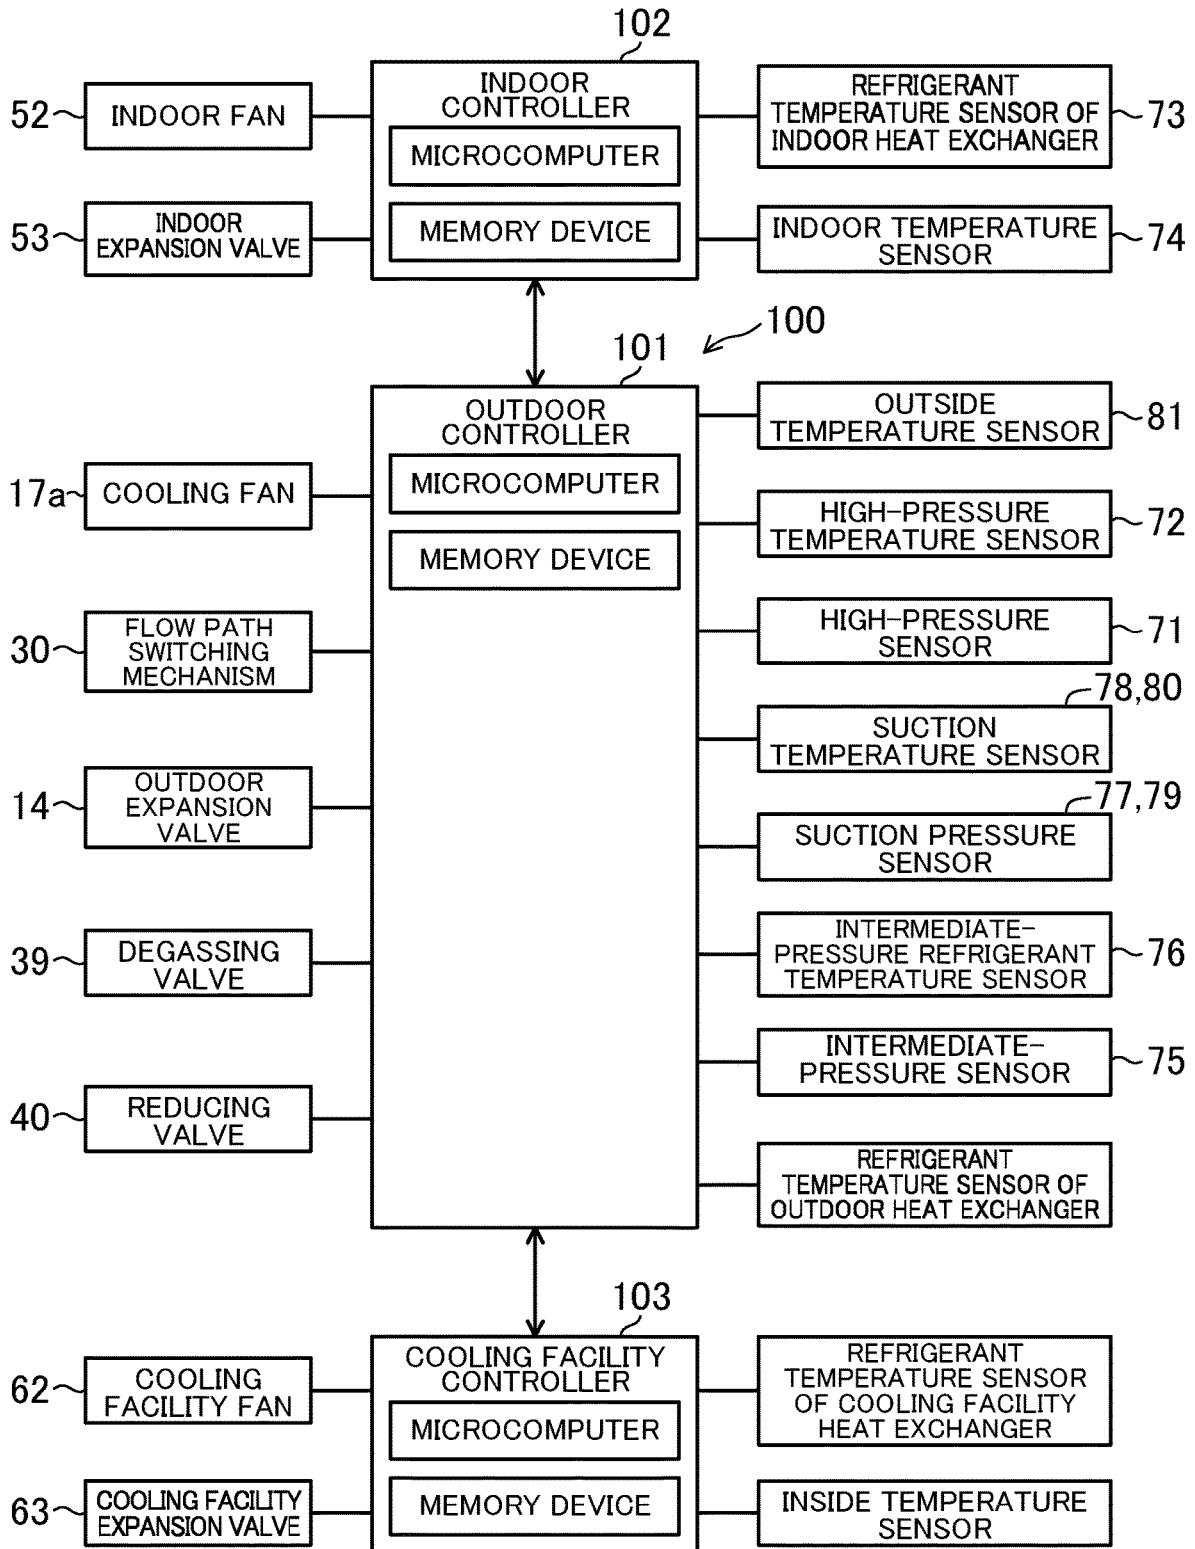 102
INDOOR
CONTROLLER
MICROCOMPUTER
MEMORY DEVICE
52
INDOOR FAN
53
INDOOR
EXPANSION VALVE
REFRIGERANT
TEMPERATURE SENSOR OF
INDOOR HEAT EXCHANGER
73
INDOOR TEMPERATURE
SENSOR
74
100
101
OUTDOOR
CONTROLLER
MICROCOMPUTER
MEMORY DEVICE
17a
COOLING FAN
30
FLOW PATH
SWITCHING
MECHANISM
14
OUTDOOR
EXPANSION
VALVE
39
DEGASSING
VALVE
40
REDUCING
VALVE
OUTSIDE
TEMPERATURE SENSOR
81
HIGH-PRESSURE
TEMPERATURE SENSOR
72
HIGH-PRESSURE
SENSOR
71
78,80
SUCTION
TEMPERATURE SENSOR
77,79
SUCTION PRESSURE
SENSOR
INTERMEDIATE-
PRESSURE REFRIGERANT
TEMPERATURE SENSOR
76
INTERMEDIATE-
PRESSURE SENSOR
75
REFRIGERANT
TEMPERATURE SENSOR OF
OUTDOOR HEAT EXCHANGER
103
COOLING FACILITY
CONTROLLER
MICROCOMPUTER
MEMORY DEVICE
62
COOLING
FACILITY FAN
63
COOLING FACILITY
EXPANSION VALVE
REFRIGERANT
TEMPERATURE SENSOR
OF COOLING FACILITY
HEAT EXCHANGER
INSIDE TEMPERATURE
SENSOR